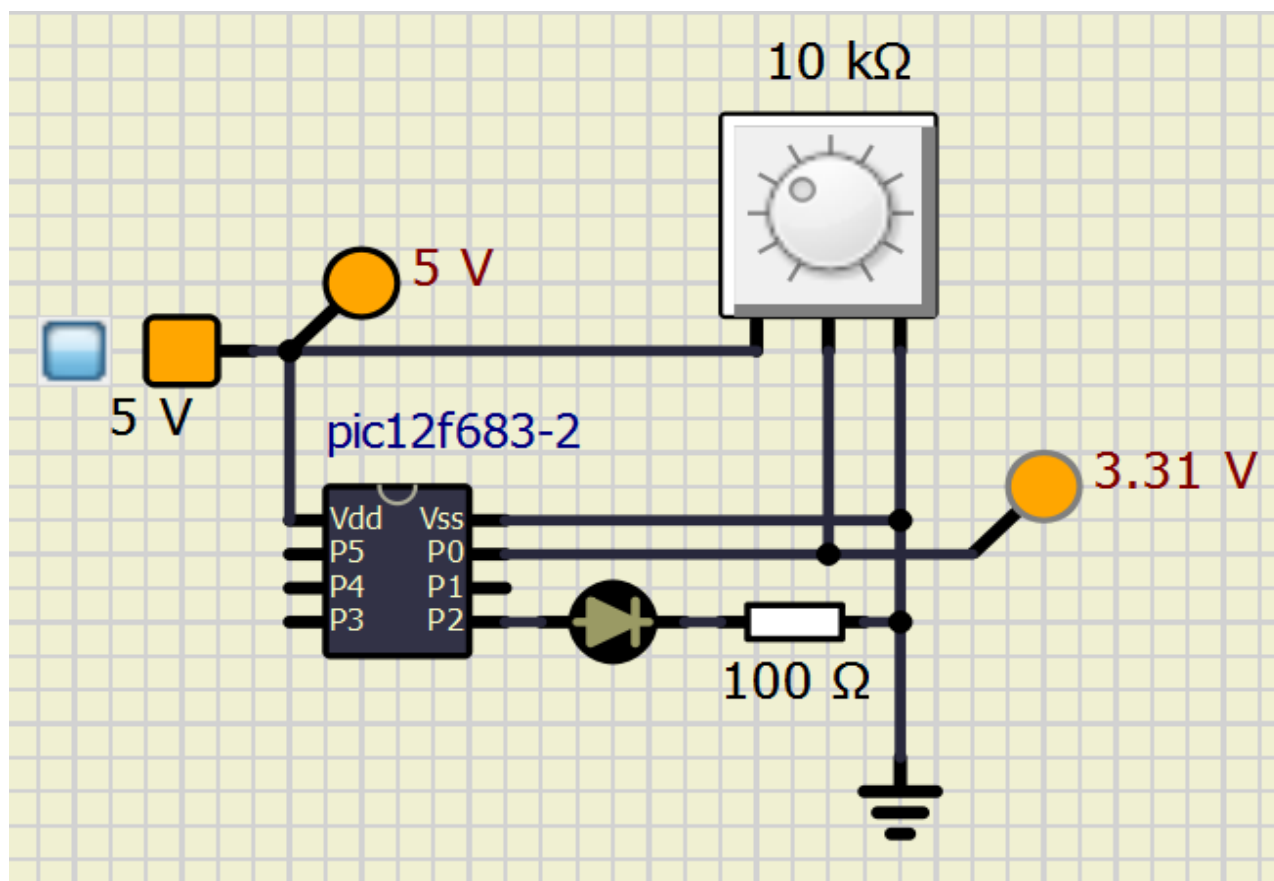 10 kΩ
5 V
5 V
pic12f683-2
3.31 V
Vdd Vss
P5 P0
P4 P1
P3 P2
100 Ω